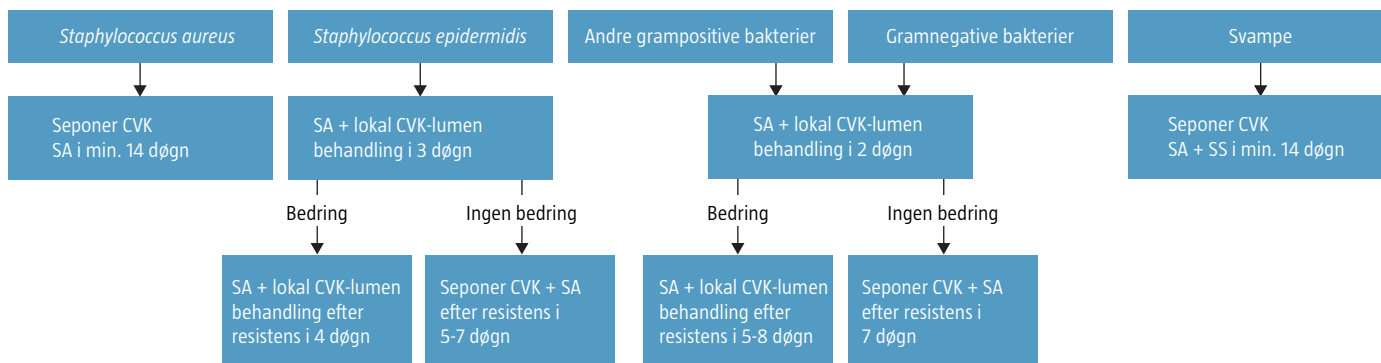 Staphylococcus aureus
Staphylococcus epidermidis
Andre grampositive bakterier
Gramnegative bakterier
Svampe
Seponer CVK
SA i min. 14 døgn
SA + lokal CVK-lumen
behandling i 3 døgn
SA + lokal CVK-lumen
behandling i 2 døgn
Seponer CVK
SA + SS i min. 14 døgn
Bedring
Ingen bedring
Bedring
Ingen bedring
SA + lokal CVK-lumen
behandling efter
resistens i 4 døgn
Seponer CVK + SA
efter resistens i
5-7 døgn
SA + lokal CVK-lumen
behandling efter
resistens i 5-8 døgn
Seponer CVK + SA
efter resistens i
7 døgn